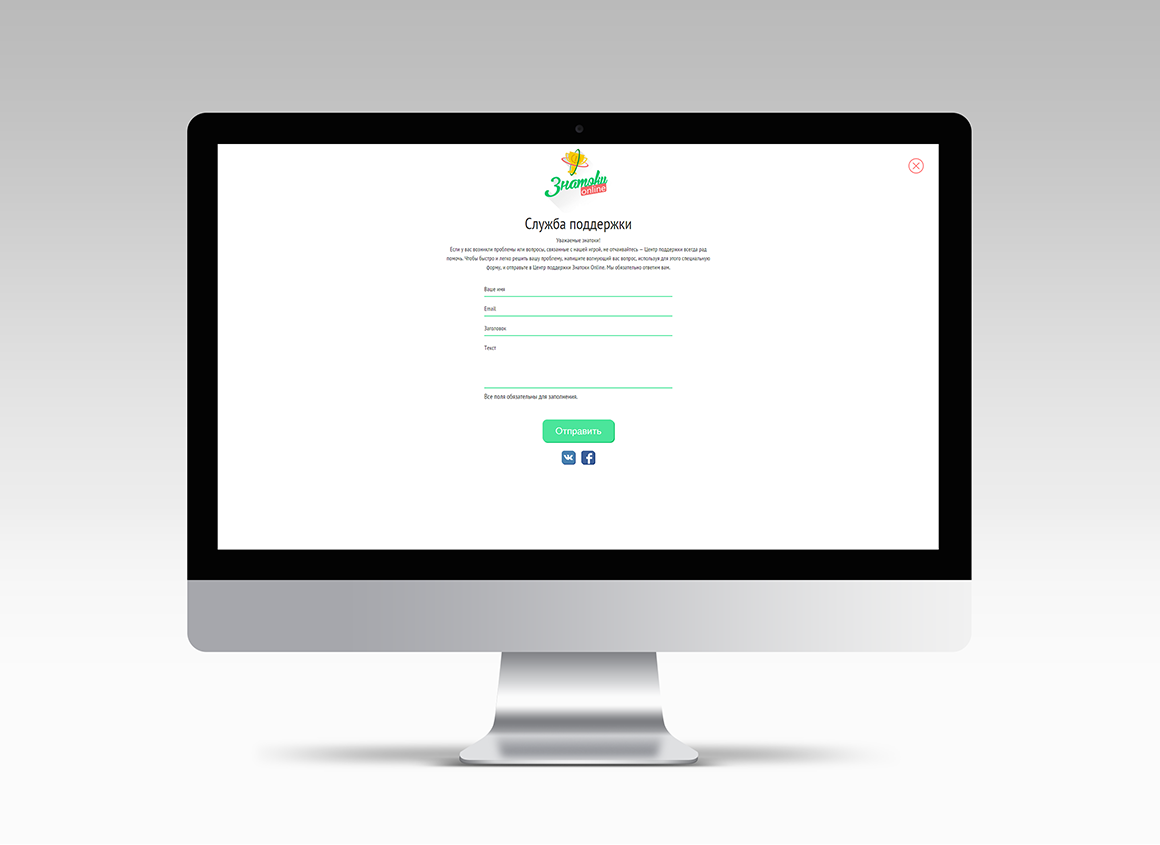 Знатоки
online
Служба поддержки
Уважаемые знатоки!
Если у вас возникли проблемы или вопросы, связанные с нашей игрой, не отчаивайтесь — Центр поддержки всегда рад
помочь. Чтобы быстро и легко решить вашу проблему, напишите волнующий вас вопрос, используя для этого специальную
форму, и отправьте в Центр поддержки Знатоки Online. Мы обязательно ответим вам.
Ваше имя
Email
Заголовок
Текст
Все поля обязательны для заполнения.
Отправить